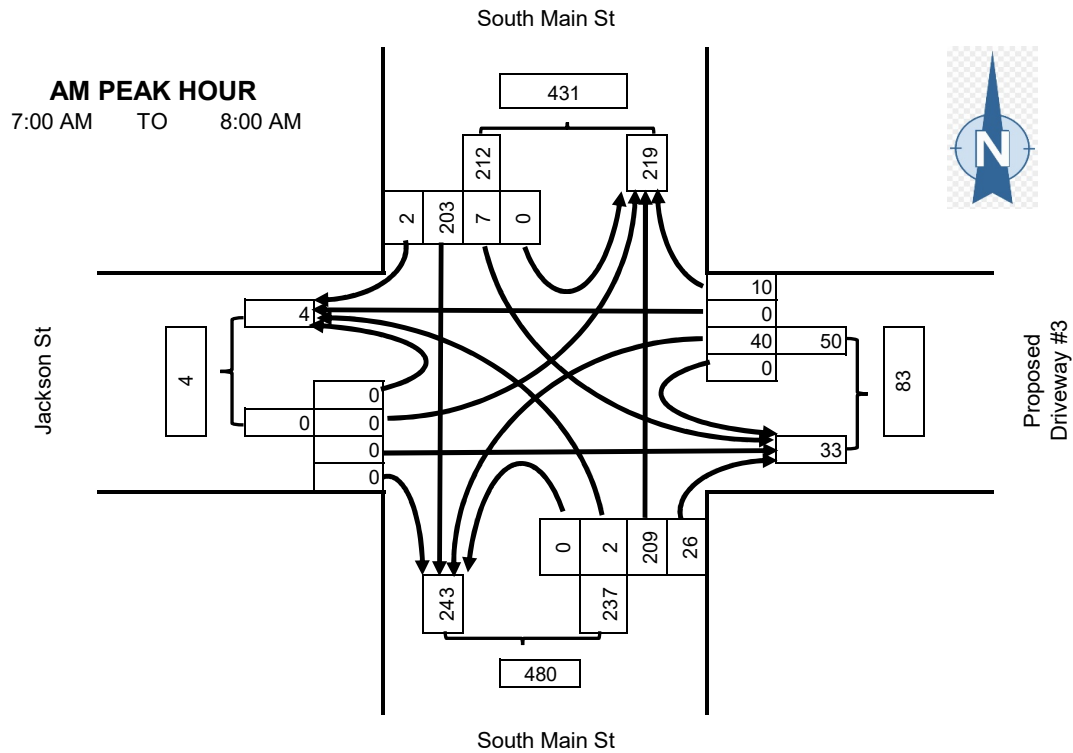 South Main St
AM PEAK HOUR
7:00 AM TO 8:00 AM
431
N
212
219
2 203 7 0
10
4
0
40 50
0
Jackson St
4
83
Proposed
Driveway #3
0
0 0
0
0
33
0 2 209 26
243
237
480
South Main St